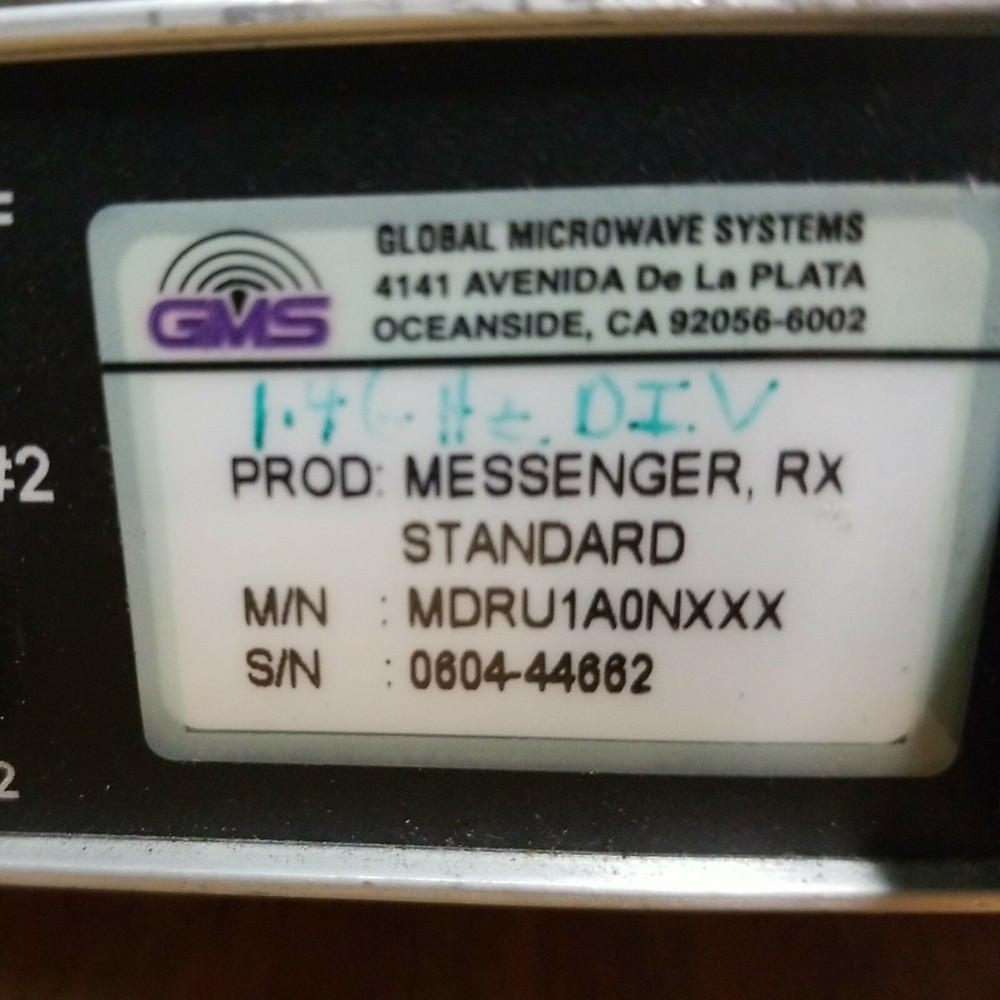 GLOBAL MICROWAVE SYSTEMS
4141 AVENIDA De La PLATA
GMS
OCEANSIDE, CA 92056-6002
1.4 GHz. DI.V
#2
PROD: MESSENGER, RX
STANDARD
M/N : MDRU1A0NXXX
S/N : 0604-44662
2